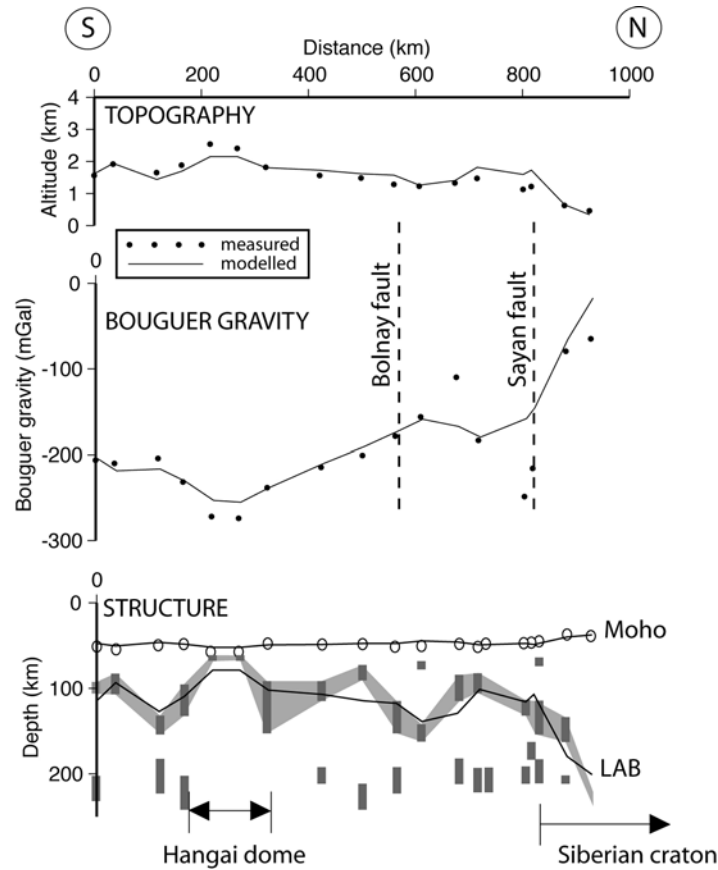 S
N
Distance (km)
0 200 400 600 800 1000
TOPOGRAPHY
Altitude (km)
4
3
2
1
0
measured
modelled
0
BOUGUER GRAVITY
Bouguer gravity (mGal)
0
-100
-200
-300
Bolnay fault
Sayan fault
0
STRUCTURE
Depth (km)
0
100
200
Moho
LAB
Hangai dome
Siberian craton